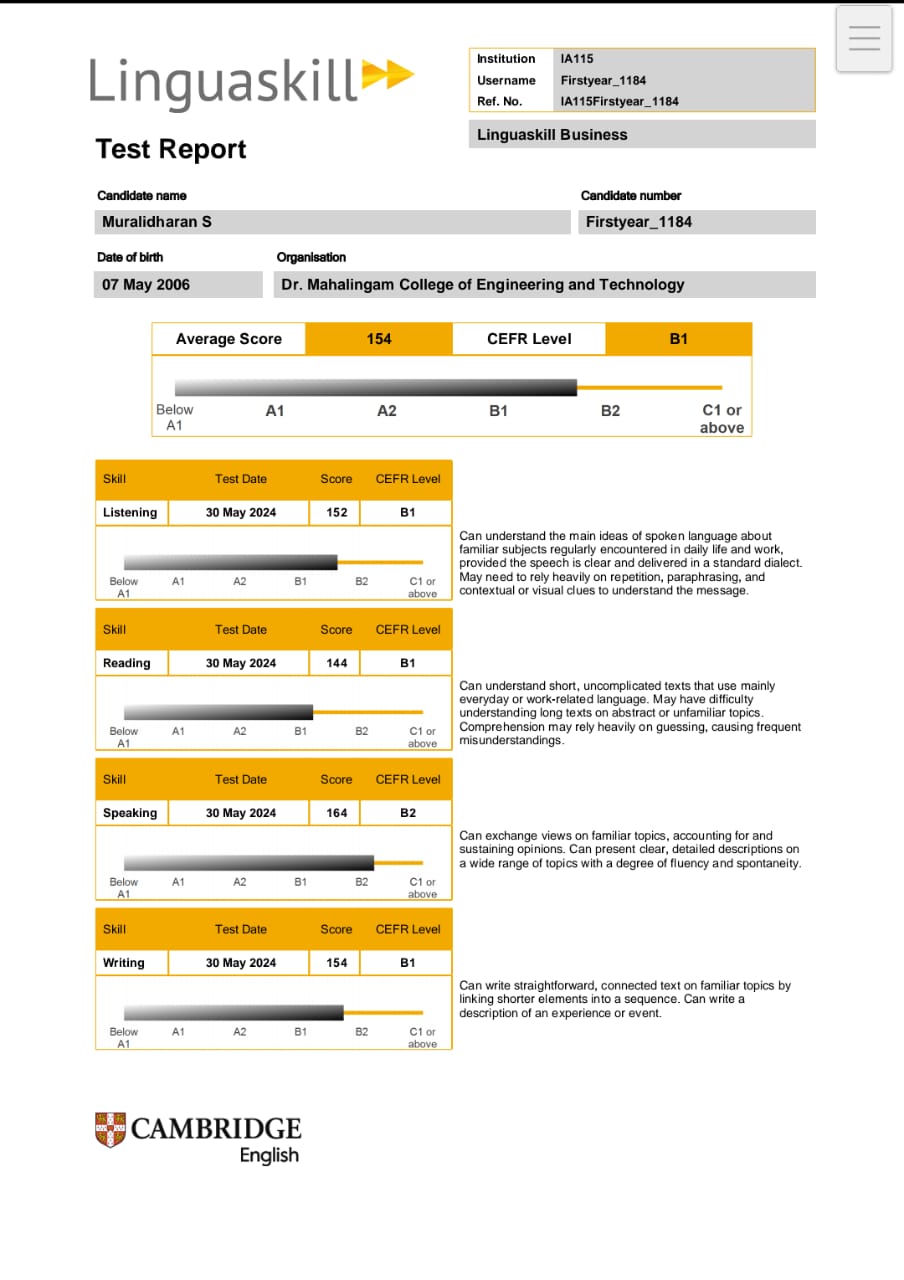 Linguaskill
Institution IA115
Username Firstyear_1184
Ref. No. IA115Firstyear_1184
Linguaskill Business
Test Report
Candidate name Candidate number
Muralidharan S Firstyear_1184
Date of birth Organisation
07 May 2006 Dr. Mahalingam College of Engineering and Technology
Average Score 154 CEFR Level B1
Below A1 A1 A2 B1 B2 C1 or above
Skill Test Date Score CEFR Level
Listening 30 May 2024 152 B1
Below A1 A1 A2 B1 B2 C1 or above
Can understand the main ideas of spoken language about
familiar subjects regularly encountered in daily life and work,
provided the speech is clear and delivered in a standard dialect.
May need to rely heavily on repetition, paraphrasing, and
contextual or visual clues to understand the message.
Skill Test Date Score CEFR Level
Reading 30 May 2024 144 B1
Below A1 A1 A2 B1 B2 C1 or above
Can understand short, uncomplicated texts that use mainly
everyday or work-related language. May have difficulty
understanding long texts on abstract or unfamiliar topics.
Comprehension may rely heavily on guessing, causing frequent
misunderstandings.
Skill Test Date Score CEFR Level
Speaking 30 May 2024 164 B2
Below A1 A1 A2 B1 B2 C1 or above
Can exchange views on familiar topics, accounting for and
sustaining opinions. Can present clear, detailed descriptions on
a wide range of topics with a degree of fluency and spontaneity.
Skill Test Date Score CEFR Level
Writing 30 May 2024 154 B1
Below A1 A1 A2 B1 B2 C1 or above
Can write straightforward, connected text on familiar topics by
linking shorter elements into a sequence. Can write a
description of an experience or event.
CAMBRIDGE
English